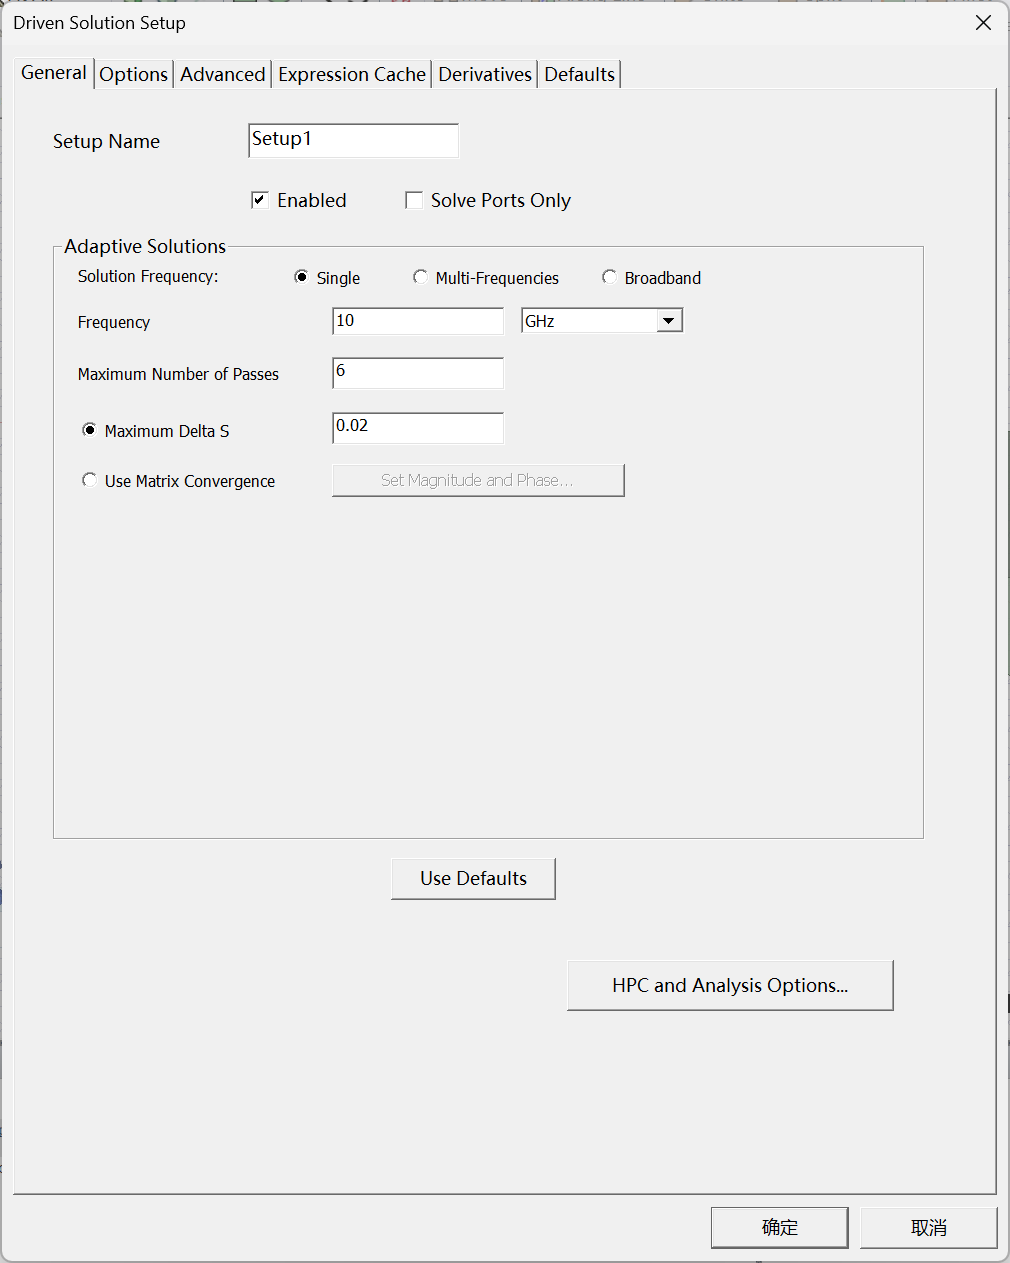 Driven Solution Setup
General Options Advanced Expression Cache Derivatives Defaults
Setup Name Setup1
Enabled Solve Ports Only
Adaptive Solutions
Solution Frequency: Single Multi-Frequencies Broadband
Frequency 10 GHz
Maximum Number of Passes 6
Maximum Delta S 0.02
Use Matrix Convergence Set Magnitude and Phase...
Use Defaults
HPC and Analysis Options...
确定 取消